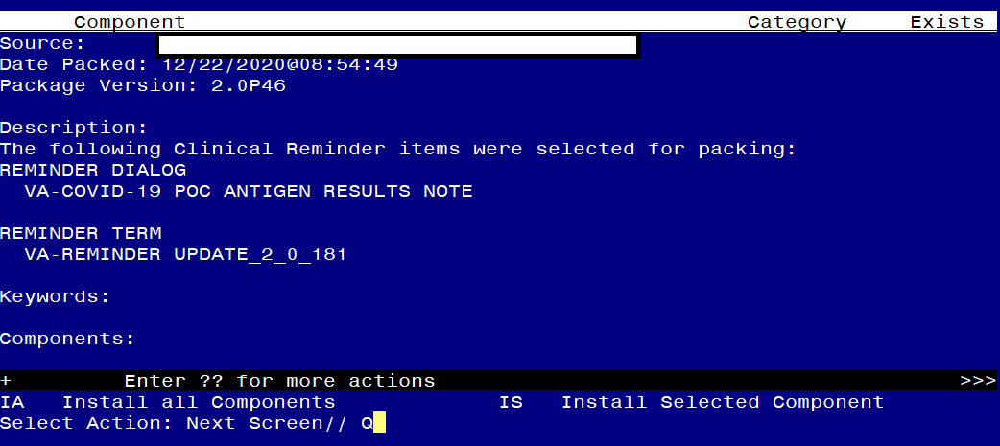 Component Category Exists
Source:
Date Packed: 12/22/2020@08:54:49
Package Version: 2.0P46
Description:
The following Clinical Reminder items were selected for packing:
REMINDER DIALOG
VA-COVID-19 POC ANTIGEN RESULTS NOTE
REMINDER TERM
VA-REMINDER UPDATE_2_0_181
Keywords:
Components:
+ Enter ?? for more actions >>>
IA Install all Components IS Install Selected Component
Select Action: Next Screen// Q